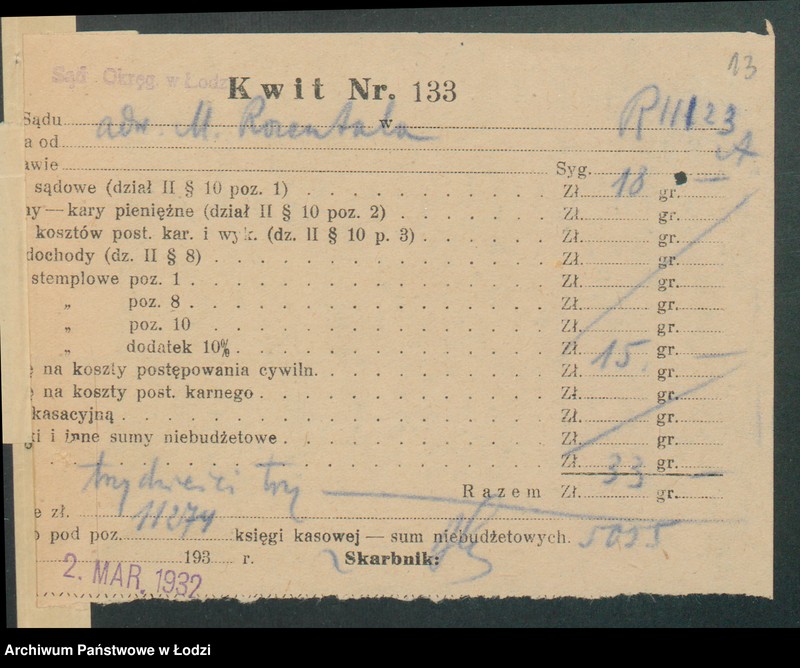 13
Sąd Okręg. w Łodzi
Kwit Nr. 133
Sądu adw. M. Rozentala w R II 1/23
a od A
awie Syg.
sądowe (dział II § 10 poz. 1) Zł. 18 gr. —
ny — kary pieniężne (dział II § 10 poz. 2) Zł. gr.
kosztów post. kar. i wyk. (dz. II § 10 p. 3) Zł. gr.
dochody (dz. II § 8) Zł. gr.
stemplowe poz. 1 Zł. gr.
„ poz. 8 Zł. gr.
„ poz. 10 Zł. gr.
„ dodatek 10% Zł. 15 gr. —
ę na koszty postępowania cywiln. Zł. gr.
ę na koszty post. karnego Zł. gr.
kasacyjną Zł. gr.
gi i inne sumy niebudżetowe Zł. gr.
Zł. 33 gr. —
trzydzieści trzy — Razem Zł. gr.
e zł.
o pod poz. 11274 księgi kasowej — sum niebudżetowych. 5035
193 r. Skarbnik:
2. MAR. 1932
Archiwum Państwowe w Łodzi